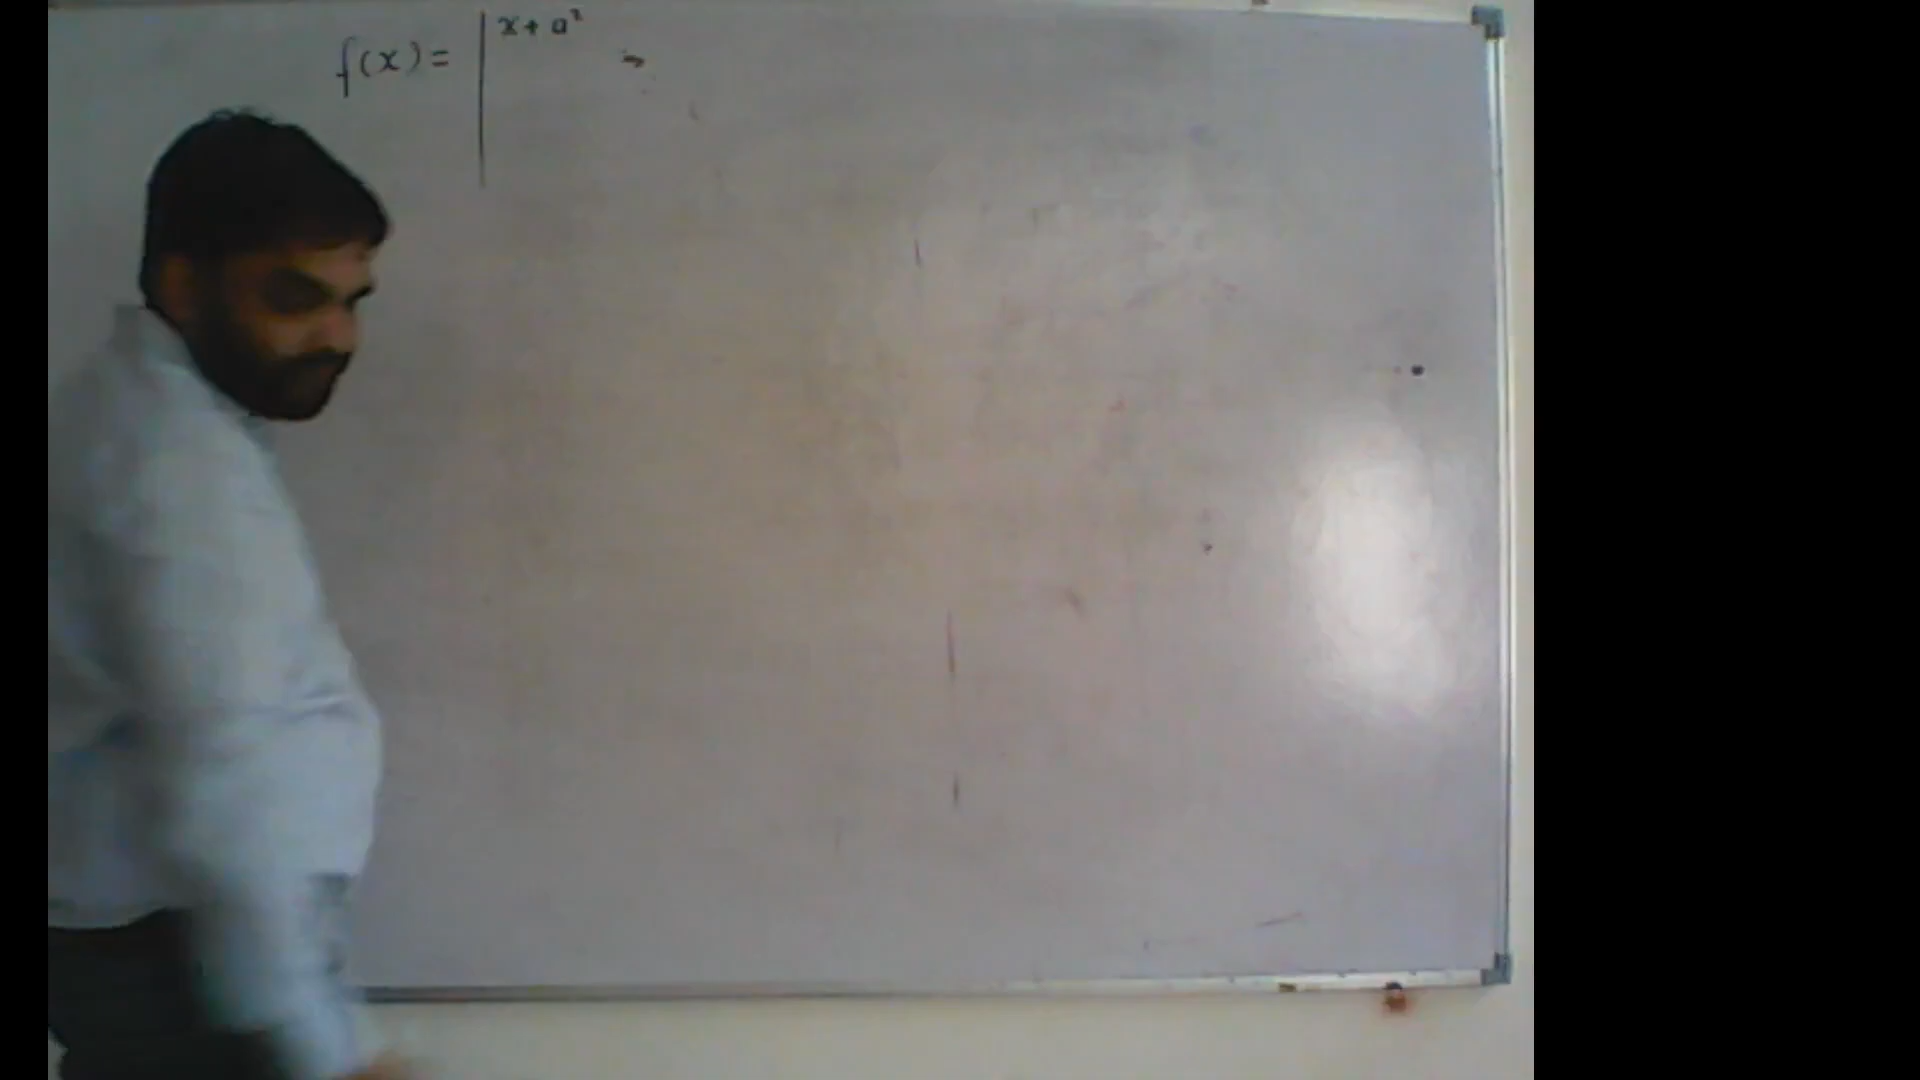 f(x) = | x + a²